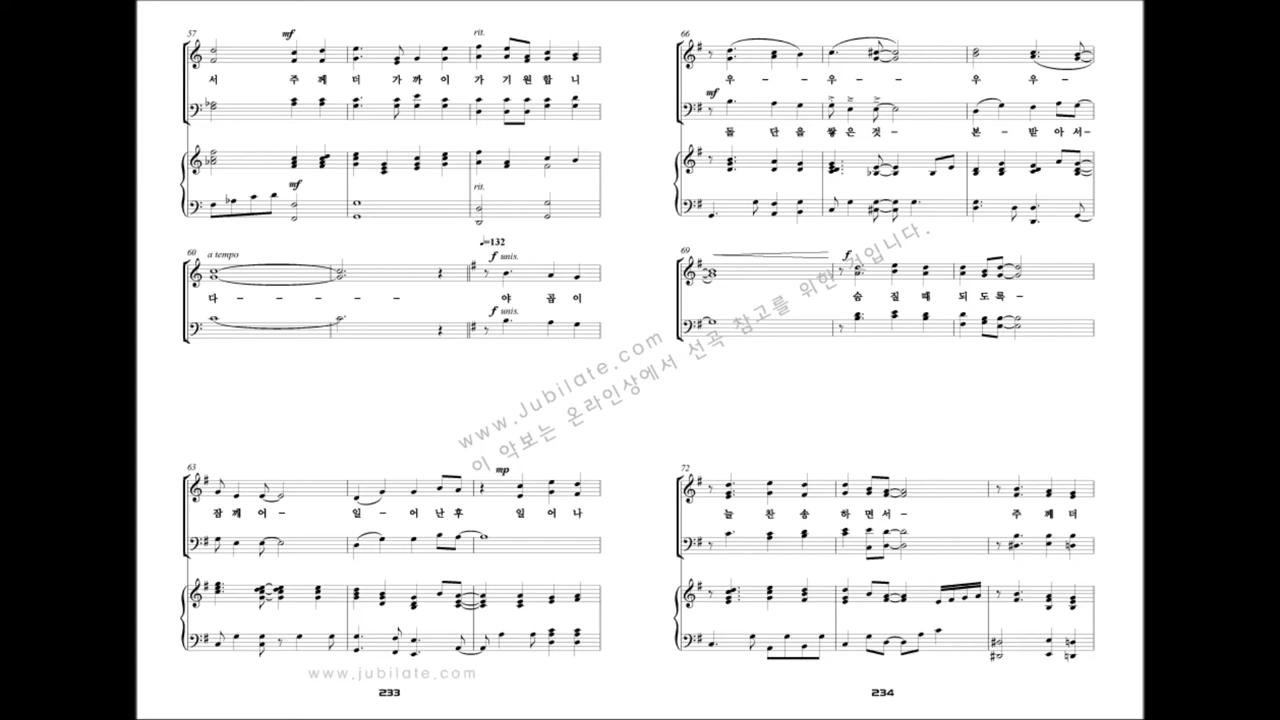 57
mf
rit.
서 주께 더 가 까 이 가 기 원 합 니
mf
rit.
60
a tempo
♩=132
f unis.
다 - - - - 야 곱 이
f unis.
63
mp
잠 깨 어 - 일 - 어 난 후 일 어 나
www.jubilate.com
233
66
우 - 우 - 우 우 -
mf
돌 단 을 쌓 은 것 - 본 - 받 아 서 -
69
f
숨 질 때 되 도 록 -
72
늘 찬 송 하 면 서 - 주 께 더
234
www.Jubilate.com
이 악보는 온라인상에서 선곡 참고를 위한 것입니다.